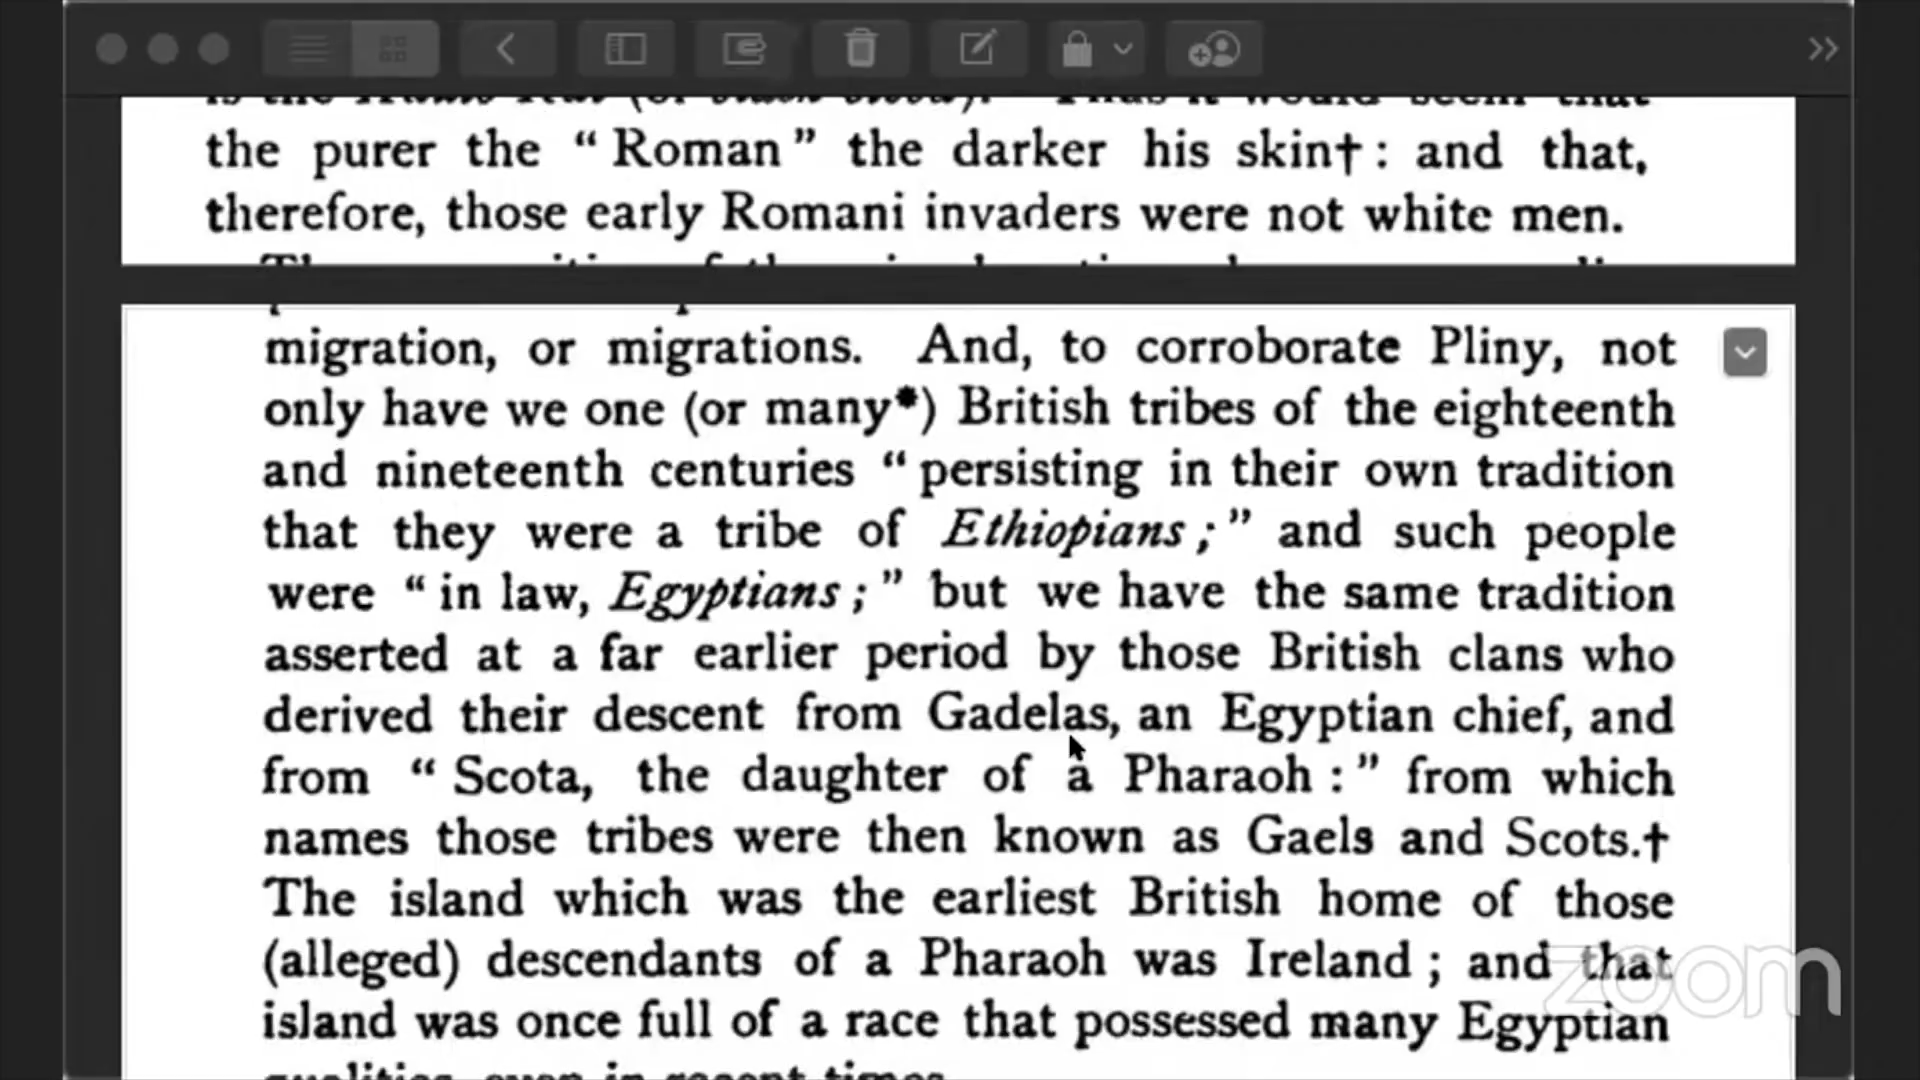 the purer the “ Roman ” the darker his skin† : and that,
therefore, those early Romani invaders were not white men.
migration, or migrations. And, to corroborate Pliny, not
only have we one (or many*) British tribes of the eighteenth
and nineteenth centuries “ persisting in their own tradition
that they were a tribe of Ethiopians ; ” and such people
were “ in law, Egyptians ; ” but we have the same tradition
asserted at a far earlier period by those British clans who
derived their descent from Gadelas, an Egyptian chief, and
from “ Scota, the daughter of a Pharaoh : ” from which
names those tribes were then known as Gaels and Scots.†
The island which was the earliest British home of those
(alleged) descendants of a Pharaoh was Ireland ; and that
island was once full of a race that possessed many Egyptian
zoom